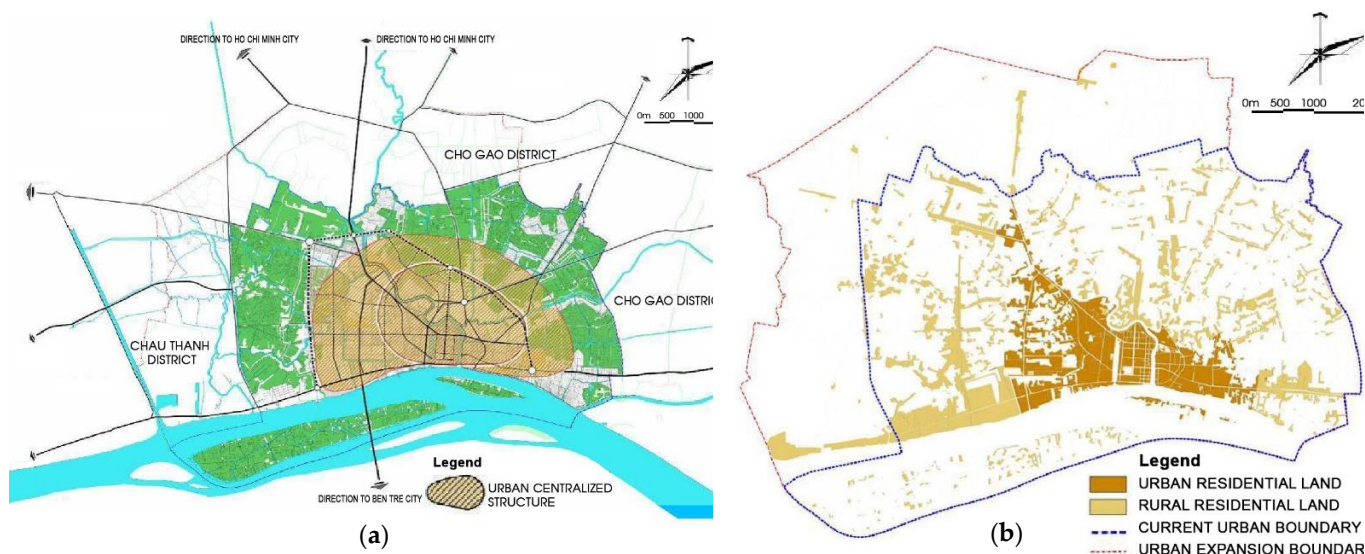 DIRECTION TO HO CHI MINH CITY
DIRECTION TO HO CHI MINH CITY
0m 500 1000
CHO GAO DISTRICT
CHO GAO DISTRIC
CHAU THANH
DISTRICT
Legend
URBAN CENTRALIZED
STRUCTURE
DIRECTION TO BEN TRE CITY
(a)
0m 500 1000 20
Legend
URBAN RESIDENTIAL LAND
RURAL RESIDENTIAL LAND
CURRENT URBAN BOUNDARY
URBAN EXPANSION BOUNDAR
(b)